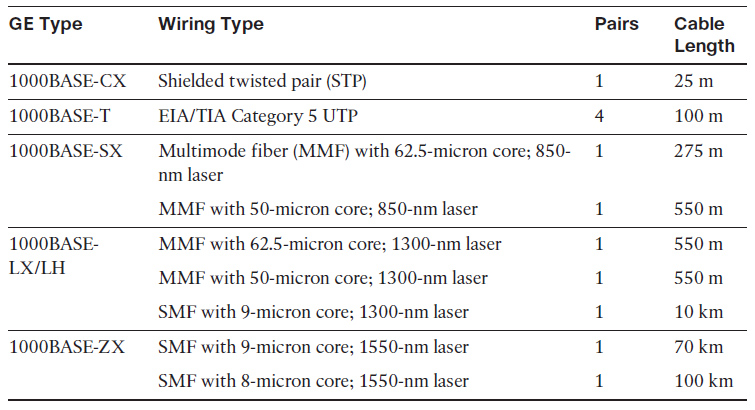 GE Type Wiring Type Pairs Cable
Length
1000BASE-CX Shielded twisted pair (STP) 1 25 m
1000BASE-T EIA/TIA Category 5 UTP 4 100 m
1000BASE-SX Multimode fiber (MMF) with 62.5-micron core; 850- 1 275 m
nm laser
MMF with 50-micron core; 850-nm laser 1 550 m
1000BASE- MMF with 62.5-micron core; 1300-nm laser 1 550 m
LX/LH MMF with 50-micron core; 1300-nm laser 1 550 m
SMF with 9-micron core; 1300-nm laser 1 10 km
1000BASE-ZX SMF with 9-micron core; 1550-nm laser 1 70 km
SMF with 8-micron core; 1550-nm laser 1 100 km